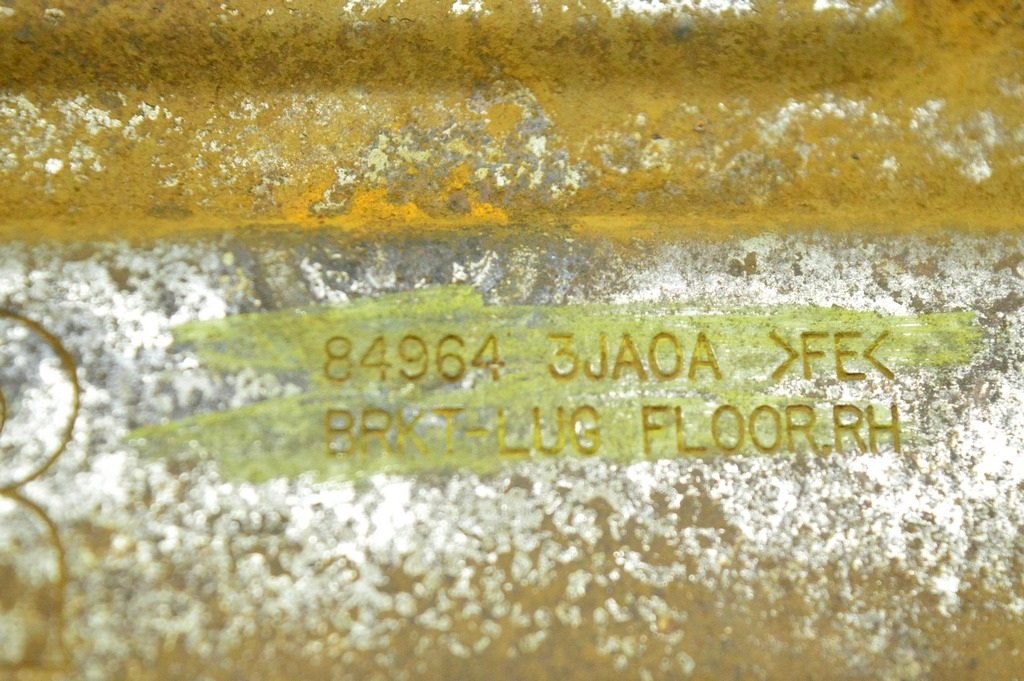 84964 3JA0A >FE<
BRKT-LUG FLOOR.RH